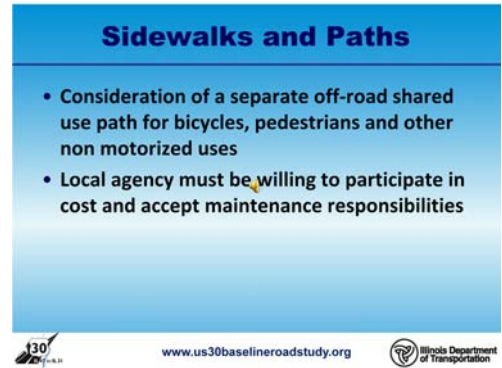 Sidewalks and Paths
• Consideration of a separate off-road shared
use path for bicycles, pedestrians and other
non motorized uses
• Local agency must be willing to participate in
cost and accept maintenance responsibilities
30
www.us30baselineroadstudy.org
Illinois Department
of Transportation